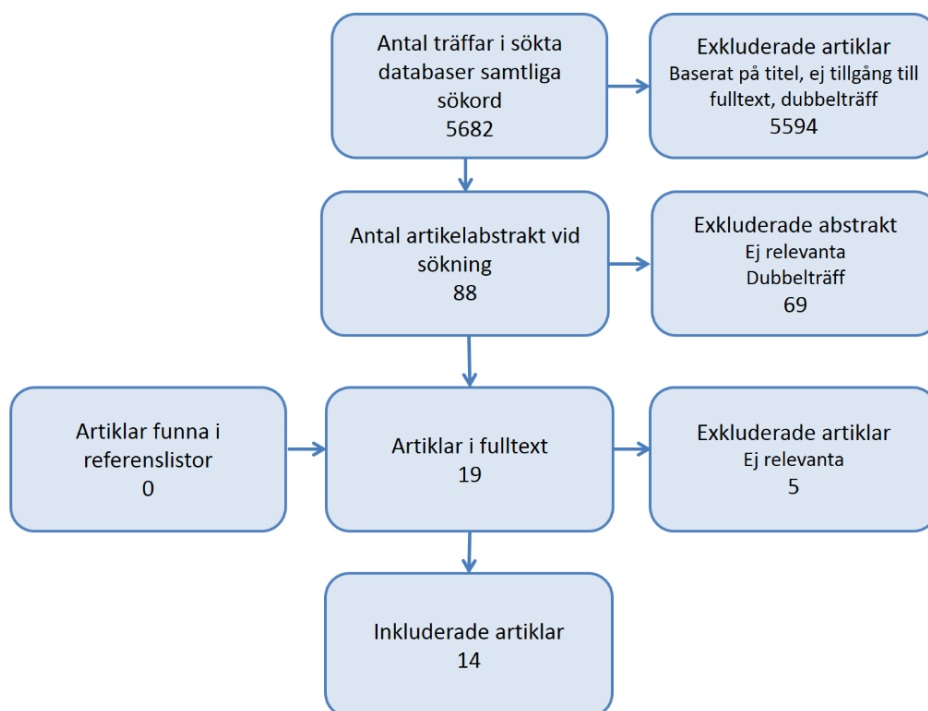 Antal träffar i sökta
databaser samtliga
sökord
5682
Exkluderade artiklar
Baserat på titel, ej tillgång till
fulltext, dubbelträff
5594
Antal artikelabstrakt vid
sökning
88
Exkluderade abstrakt
Ej relevanta
Dubbelträff
69
Artiklar funna i
referenslistor
0
Artiklar i fulltext
19
Exkluderade artiklar
Ej relevanta
5
Inkluderade artiklar
14